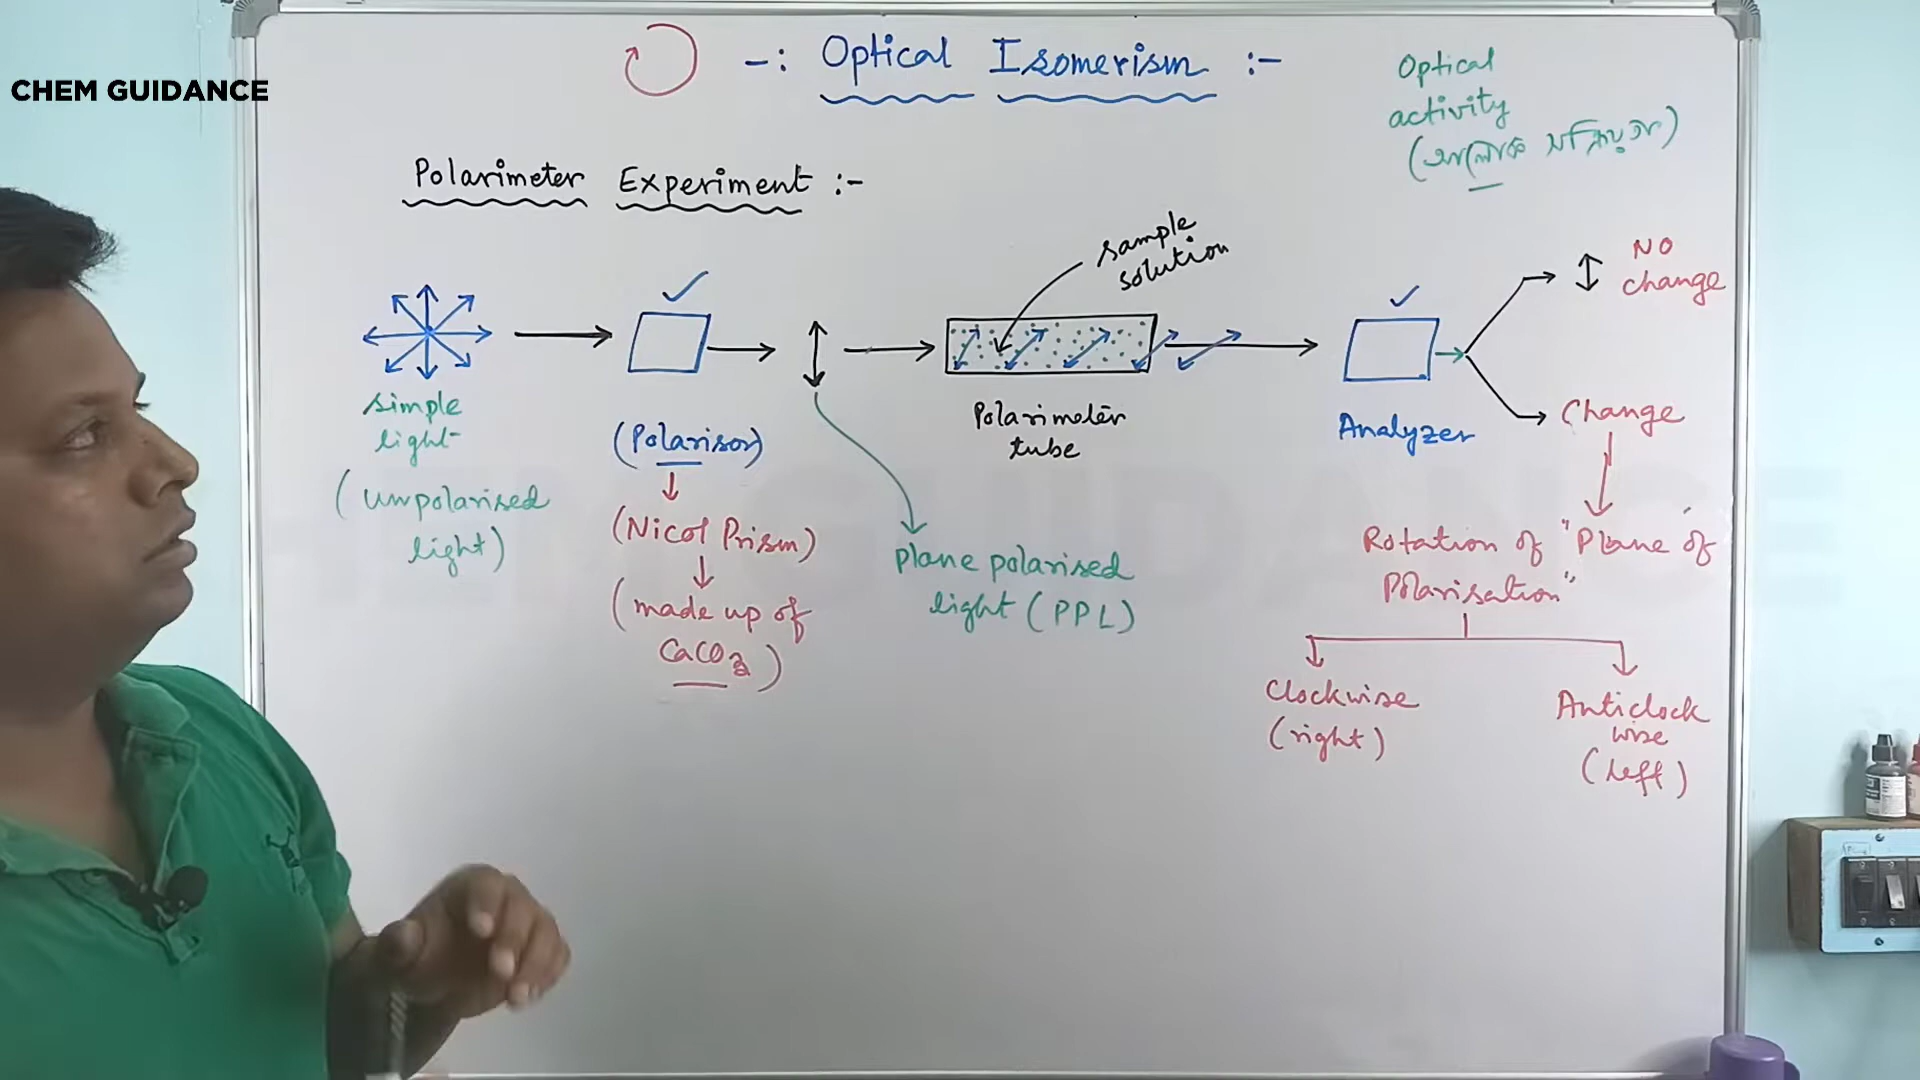 CHEM GUIDANCE
-: Optical Isomerism :-
Optical
activity
(আলোক সক্রিয়তা)
Polarimeter Experiment :-
sample
solution
NO
change
simple
light
(unpolarised
light)
(Polarisor)
(Nicol Prism)
(made up of
CaCO3)
Plane polarised
light (PPL)
Polarimeter
tube
Analyzer
Change
Rotation of "Plane of
Polarisation"
Clockwise
(right)
Anticlock
wise
(left)